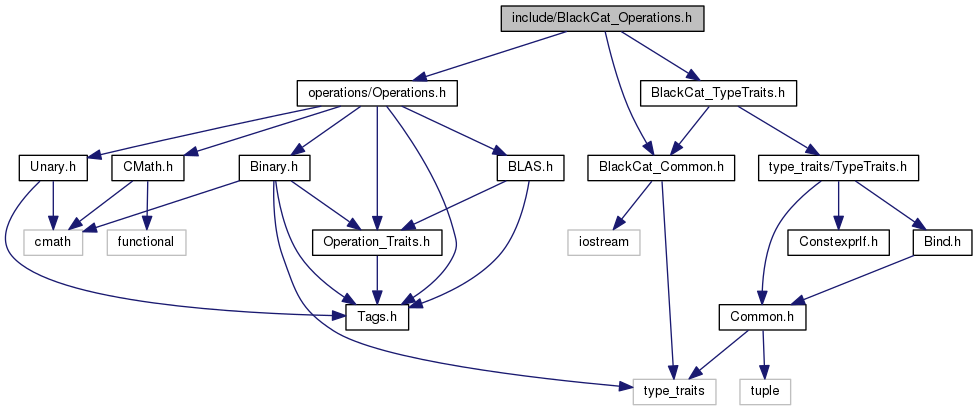 include/BlackCat_Operations.h
operations/Operations.h
BlackCat_TypeTraits.h
Unary.h
CMath.h
Binary.h
BLAS.h
BlackCat_Common.h
type_traits/TypeTraits.h
cmath
functional
Operation_Traits.h
iostream
ConstexprIf.h
Bind.h
Tags.h
Common.h
type_traits
tuple